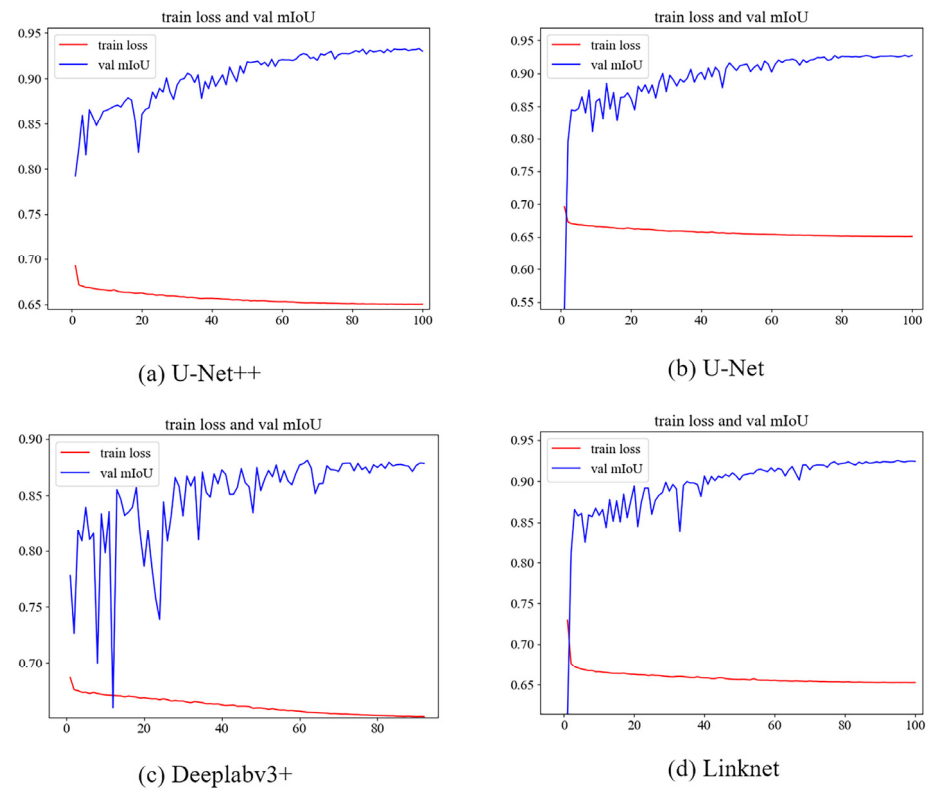 train loss and val mIoU
0.95
0.90
0.85
0.80
0.75
0.70
0.65
train loss
val mIoU
0 20 40 60 80 100
(a) U-Net++
train loss and val mIoU
0.95
0.90
0.85
0.80
0.75
0.70
0.65
0.60
0.55
train loss
val mIoU
0 20 40 60 80 100
(b) U-Net
train loss and val mIoU
0.90
0.85
0.80
0.75
0.70
train loss
val mIoU
0 20 40 60 80
(c) Deeplabv3+
train loss and val mIoU
0.95
0.90
0.85
0.80
0.75
0.70
0.65
train loss
val mIoU
0 20 40 60 80 100
(d) Linknet